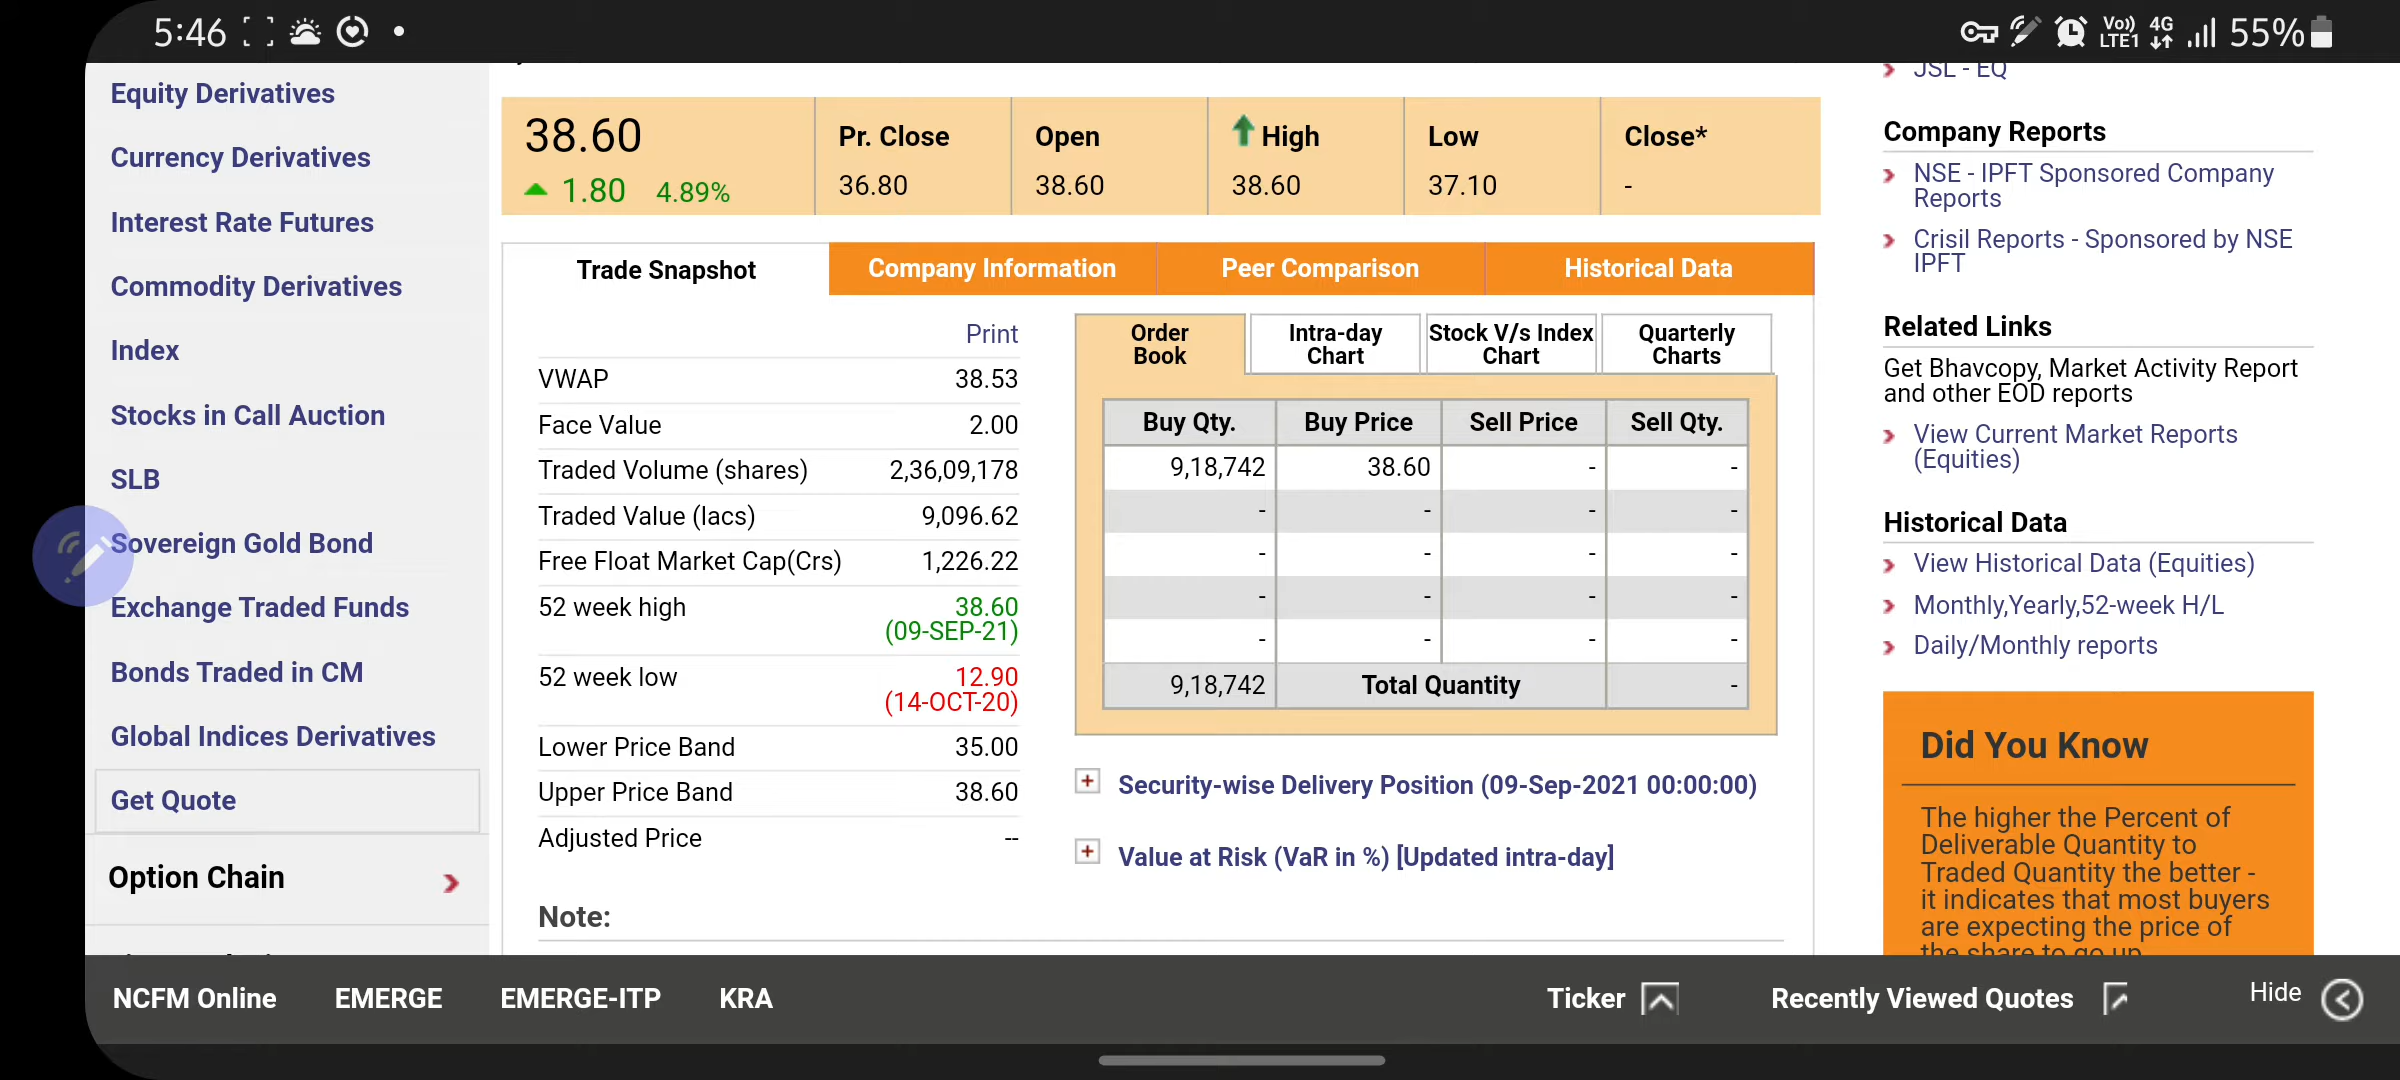 5:46
Vo)) LTE1 4G 55%
Equity Derivatives
Currency Derivatives
Interest Rate Futures
Commodity Derivatives
Index
Stocks in Call Auction
SLB
Sovereign Gold Bond
Exchange Traded Funds
Bonds Traded in CM
Global Indices Derivatives
Get Quote
Option Chain
38.60
1.80 4.89%
Pr. Close
36.80
Open
38.60
High
38.60
Low
37.10
Close*
-
Trade Snapshot
Company Information
Peer Comparison
Historical Data
Print
VWAP 38.53
Face Value 2.00
Traded Volume (shares) 2,36,09,178
Traded Value (lacs) 9,096.62
Free Float Market Cap(Crs) 1,226.22
52 week high 38.60
(09-SEP-21)
52 week low 12.90
(14-OCT-20)
Lower Price Band 35.00
Upper Price Band 38.60
Adjusted Price --
Note:
Order
Book
Intra-day
Chart
Stock V/s Index
Chart
Quarterly
Charts
Buy Qty. Buy Price Sell Price Sell Qty.
9,18,742 38.60 - -
- - - -
- - - -
- - - -
- - - -
9,18,742 Total Quantity -
Security-wise Delivery Position (09-Sep-2021 00:00:00)
Value at Risk (VaR in %) [Updated intra-day]
JSL - EQ
Company Reports
NSE - IPFT Sponsored Company
Reports
Crisil Reports - Sponsored by NSE
IPFT
Related Links
Get Bhavcopy, Market Activity Report
and other EOD reports
View Current Market Reports
(Equities)
Historical Data
View Historical Data (Equities)
Monthly,Yearly,52-week H/L
Daily/Monthly reports
Did You Know
The higher the Percent of
Deliverable Quantity to
Traded Quantity the better -
it indicates that most buyers
are expecting the price of
the share to go up
NCFM Online EMERGE EMERGE-ITP KRA Ticker Recently Viewed Quotes Hide